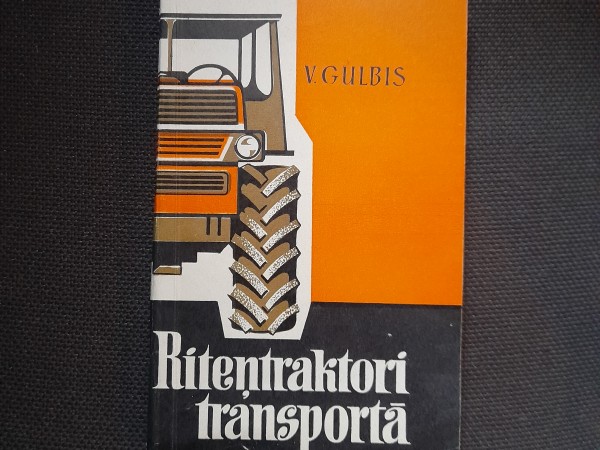 V. GULBIS
Riteņtraktori
transportā